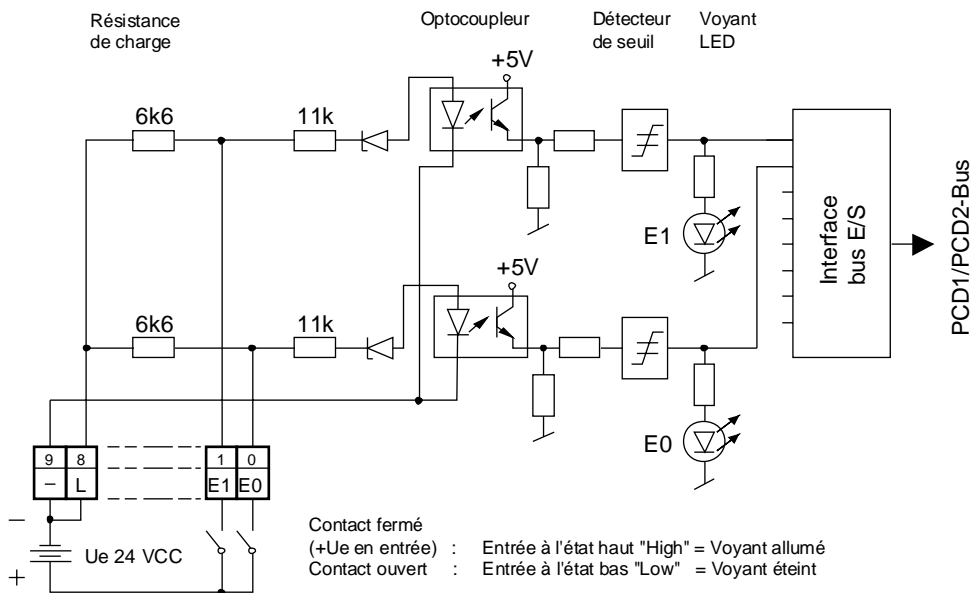 Résistance
de charge
Optocoupleur
Détecteur
de seuil
Voyant
LED
+5V
6k6
11k
E1
Interface
bus E/S
PCD1/PCD2-Bus
+5V
6k6
11k
E0
9 8 1 0
– L E1 E0
–
+
Ue 24 VCC
Contact fermé
(+Ue en entrée) : Entrée à l'état haut "High" = Voyant allumé
Contact ouvert : Entrée à l'état bas "Low" = Voyant éteint